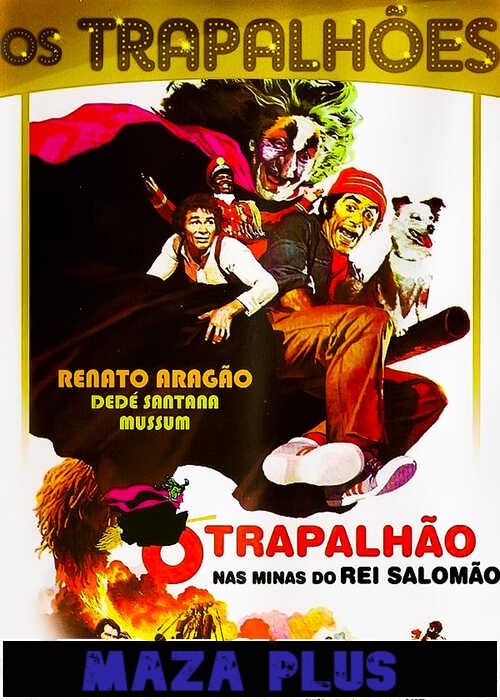 OS TRAPALHÕES
RENATO ARAGÃO
DEDÉ SANTANA
MUSSUM
O TRAPALHÃO
NAS MINAS DO REI SALOMÃO
MAZA PLUS